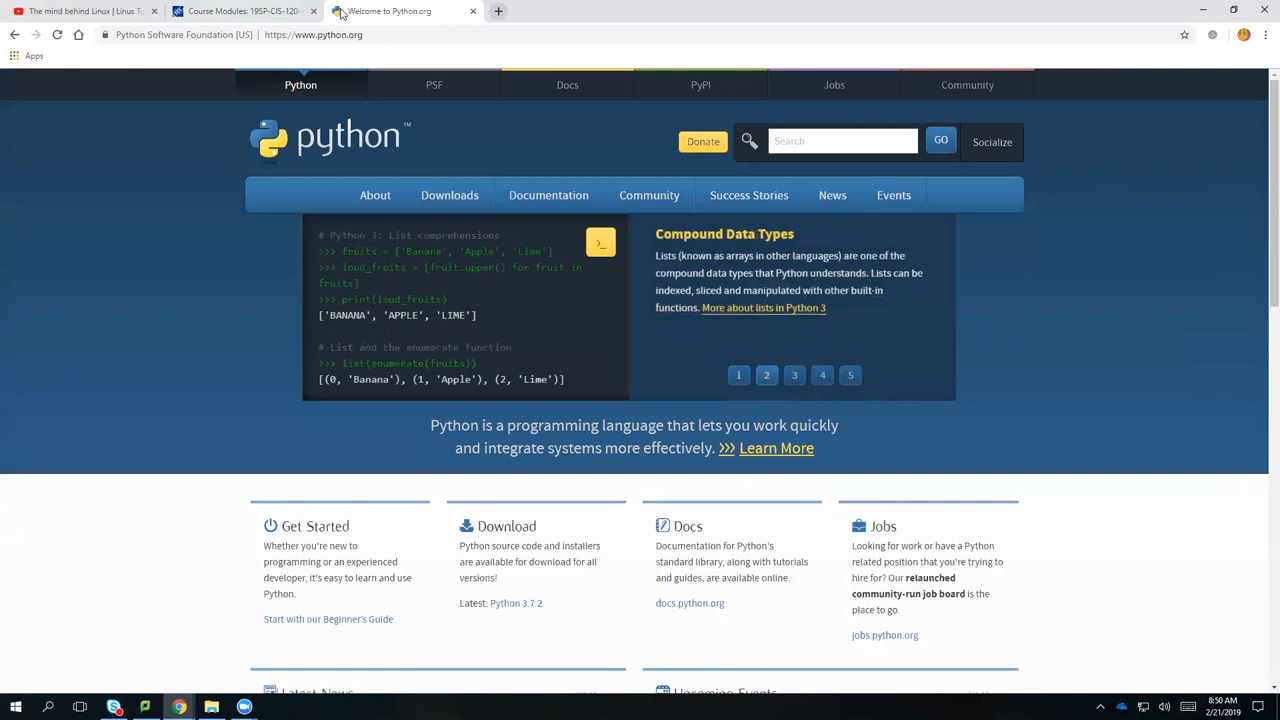 The mind behind Linux | Linus To
Course Modules: 19SP-CIS-120-
Welcome to Python.org
Python Software Foundation [US] | https://www.python.org
Apps
Python
PSF
Docs
PyPI
Jobs
Community
python™
Donate
Search
GO
Socialize
About
Downloads
Documentation
Community
Success Stories
News
Events
# Python 3: List comprehensions
>>> fruits = ['Banana', 'Apple', 'Lime']
>>> loud_fruits = [fruit.upper() for fruit in
fruits]
>>> print(loud_fruits)
['BANANA', 'APPLE', 'LIME']
# List and the enumerate function
>>> list(enumerate(fruits))
[(0, 'Banana'), (1, 'Apple'), (2, 'Lime')]
>_
Compound Data Types
Lists (known as arrays in other languages) are one of the
compound data types that Python understands. Lists can be
indexed, sliced and manipulated with other built-in
functions. More about lists in Python 3
1
2
3
4
5
Python is a programming language that lets you work quickly
and integrate systems more effectively. >>> Learn More
Get Started
Whether you're new to
programming or an experienced
developer, it's easy to learn and use
Python.
Start with our Beginner's Guide
Download
Python source code and installers
are available for download for all
versions!
Latest: Python 3.7.2
Docs
Documentation for Python's
standard library, along with tutorials
and guides, are available online.
docs.python.org
Jobs
Looking for work or have a Python
related position that you're trying to
hire for? Our relaunched
community-run job board is the
place to go.
jobs.python.org
Latest News
Upcoming Events
8:50 AM
2/21/2019